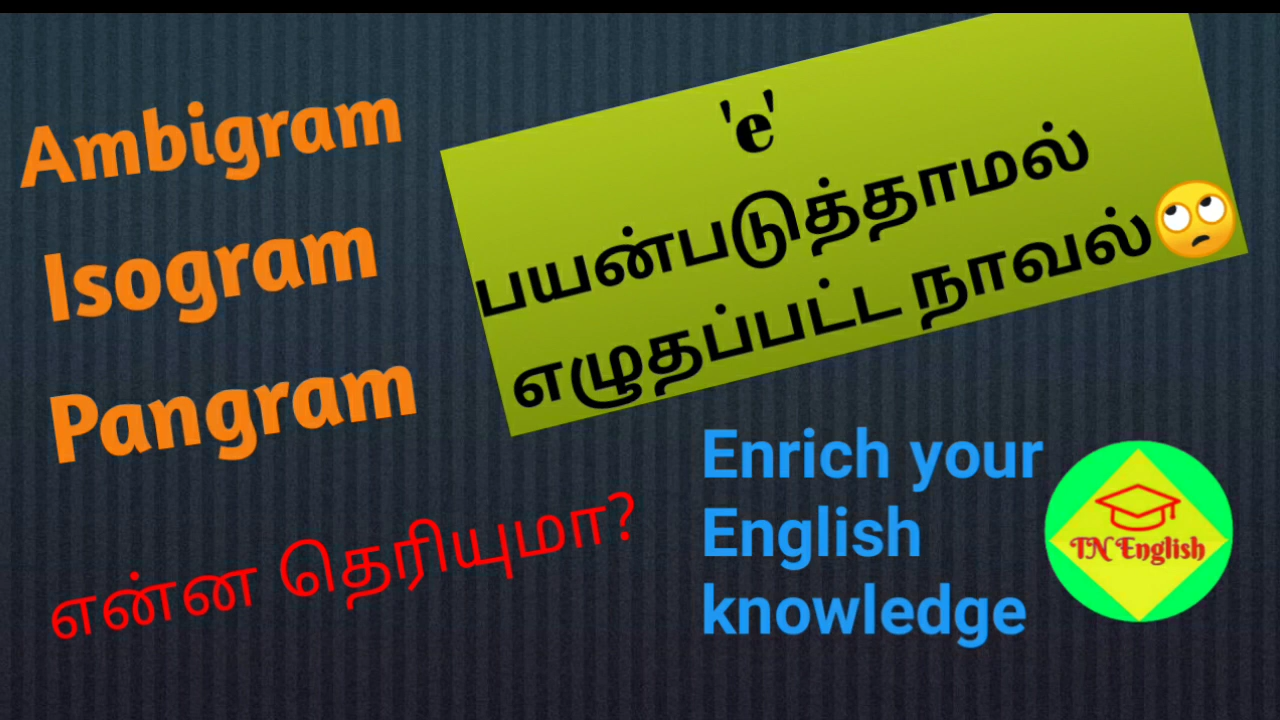 Ambigram
Isogram
Pangram
என்ன தெரியுமா?
'e'
பயன்படுத்தாமல்
எழுதப்பட்ட நாவல்🙄
Enrich your
English
knowledge
TN English